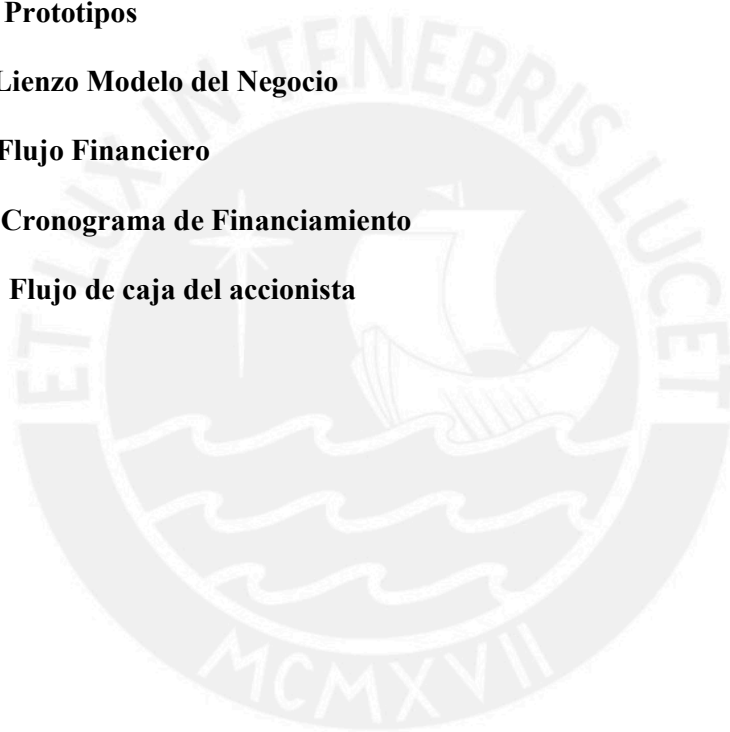 Prototipos
Lienzo Modelo del Negocio
Flujo Financiero
Cronograma de Financiamiento
Flujo de caja del accionista
ET LUX IN TENEBRIS LUCET
MCMXVII